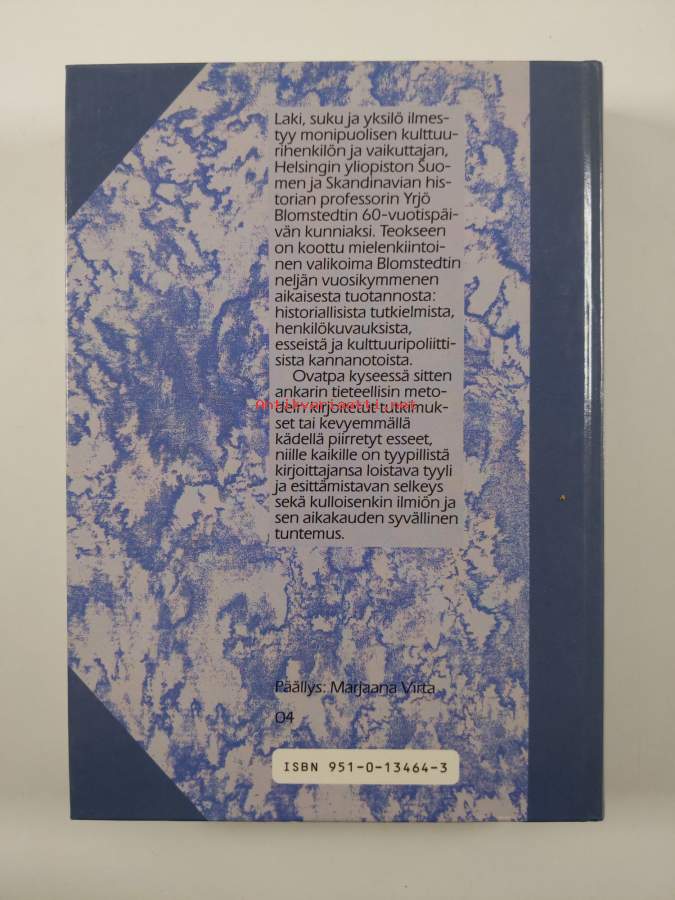 Laki, suku ja yksilö ilmes-
tyy monipuolisen kulttuu-
rihenkilön ja vaikuttajan,
Helsingin yliopiston Suo-
men ja Skandinavian his-
torian professorin Yrjö
Blomstedtin 60-vuotispäi-
vän kunniaksi. Teokseen
on koottu mielenkiintoi-
nen valikoima Blomstedtin
neljän vuosikymmenen
aikaisesta tuotannosta:
historiallisista tutkielmista,
henkilökuvauksista,
esseistä ja kulttuuripoliitti-
sista kannanotoista.
Ovatpa kyseessä sitten
ankarin tieteellisin meto-
dein kirjoitetut tutkimuk-
set tai kevyemmällä
kädellä piirretyt esseet,
niille kaikille on tyypillistä
kirjoittajansa loistava tyyli
ja esittämistavan selkeys
sekä kulloisenkin ilmiön ja
sen aikakauden syvällinen
tuntemus.
Päällys: Marjaana Virta
04
ISBN 951-0-13464-3